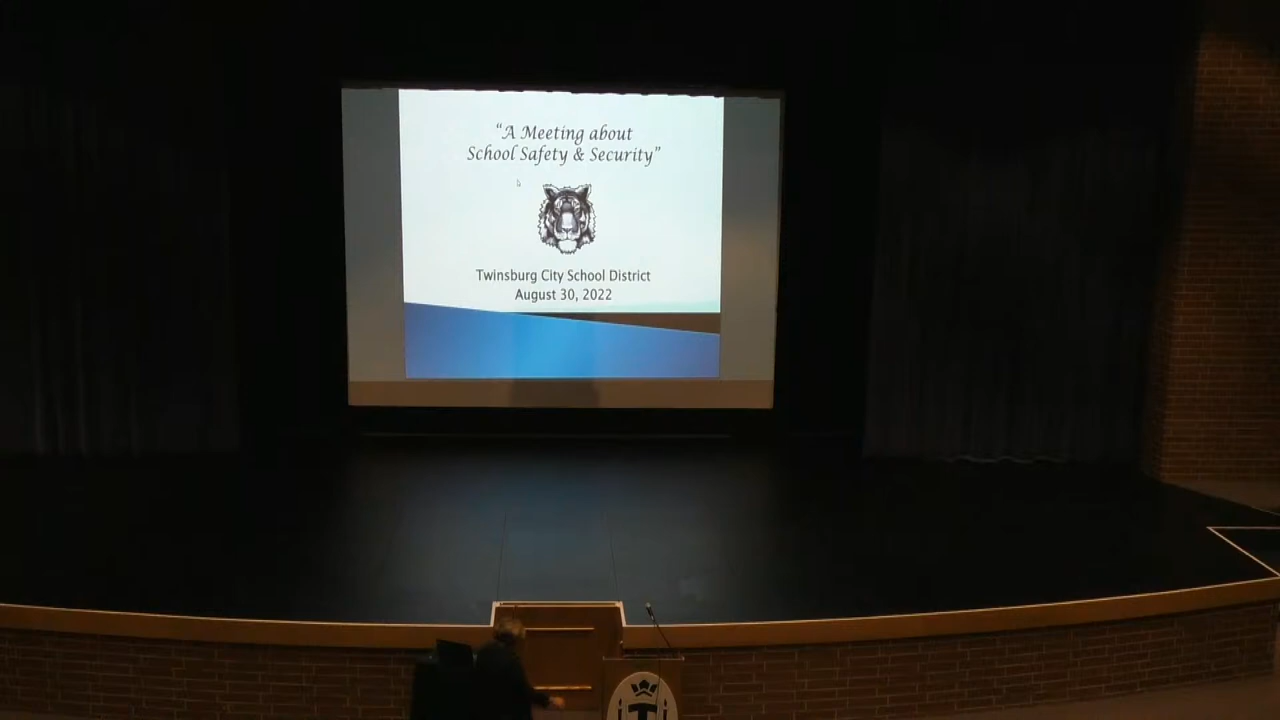 “A Meeting about
School Safety & Security”
Twinsburg City School District
August 30, 2022
T